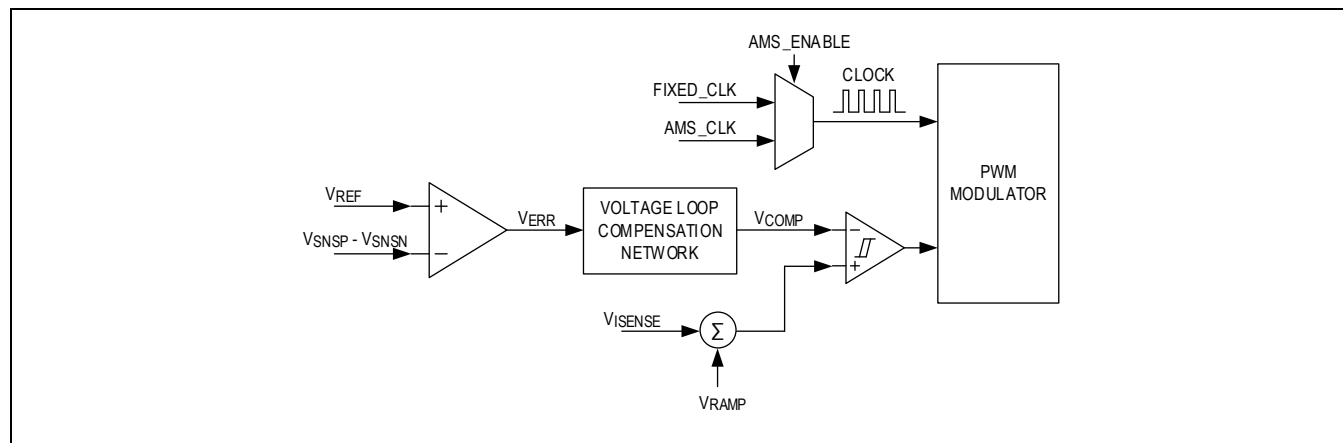 AMS_ENABLE
CLOCK
FIXED_CLK
AMS_CLK
PWM
MODULATOR
VREF
+
VSNSP - VSNSN
−
VERR
VOLTAGE LOOP
COMPENSATION
NETWORK
VCOMP
−
+
VISENSE
Σ
VRAMP